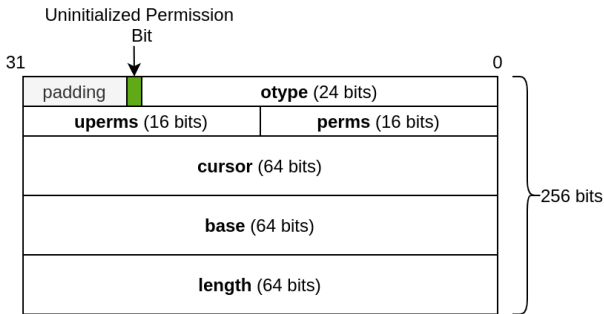 Uninitialized Permission
Bit
31
0
padding
otype (24 bits)
uperms (16 bits)
perms (16 bits)
cursor (64 bits)
256 bits
base (64 bits)
length (64 bits)